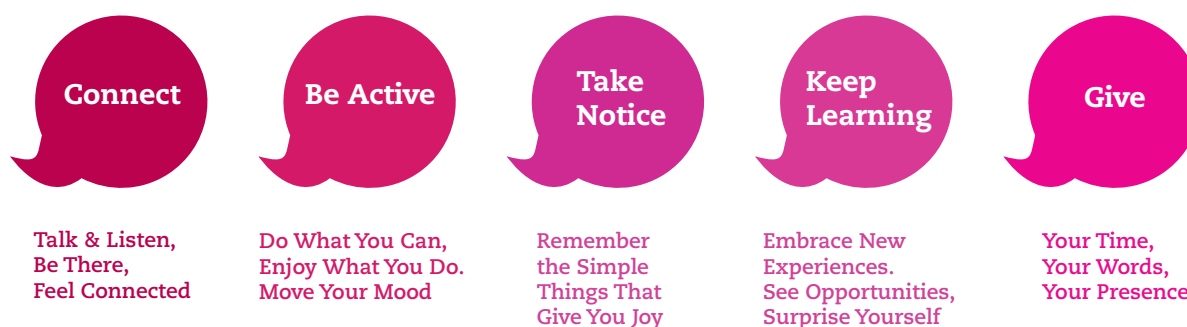 Connect
Talk & Listen,
Be There,
Feel Connected
Be Active
Do What You Can,
Enjoy What You Do.
Move Your Mood
Take
Notice
Remember
the Simple
Things That
Give You Joy
Keep
Learning
Embrace New
Experiences.
See Opportunities,
Surprise Yourself
Give
Your Time,
Your Words,
Your Presence